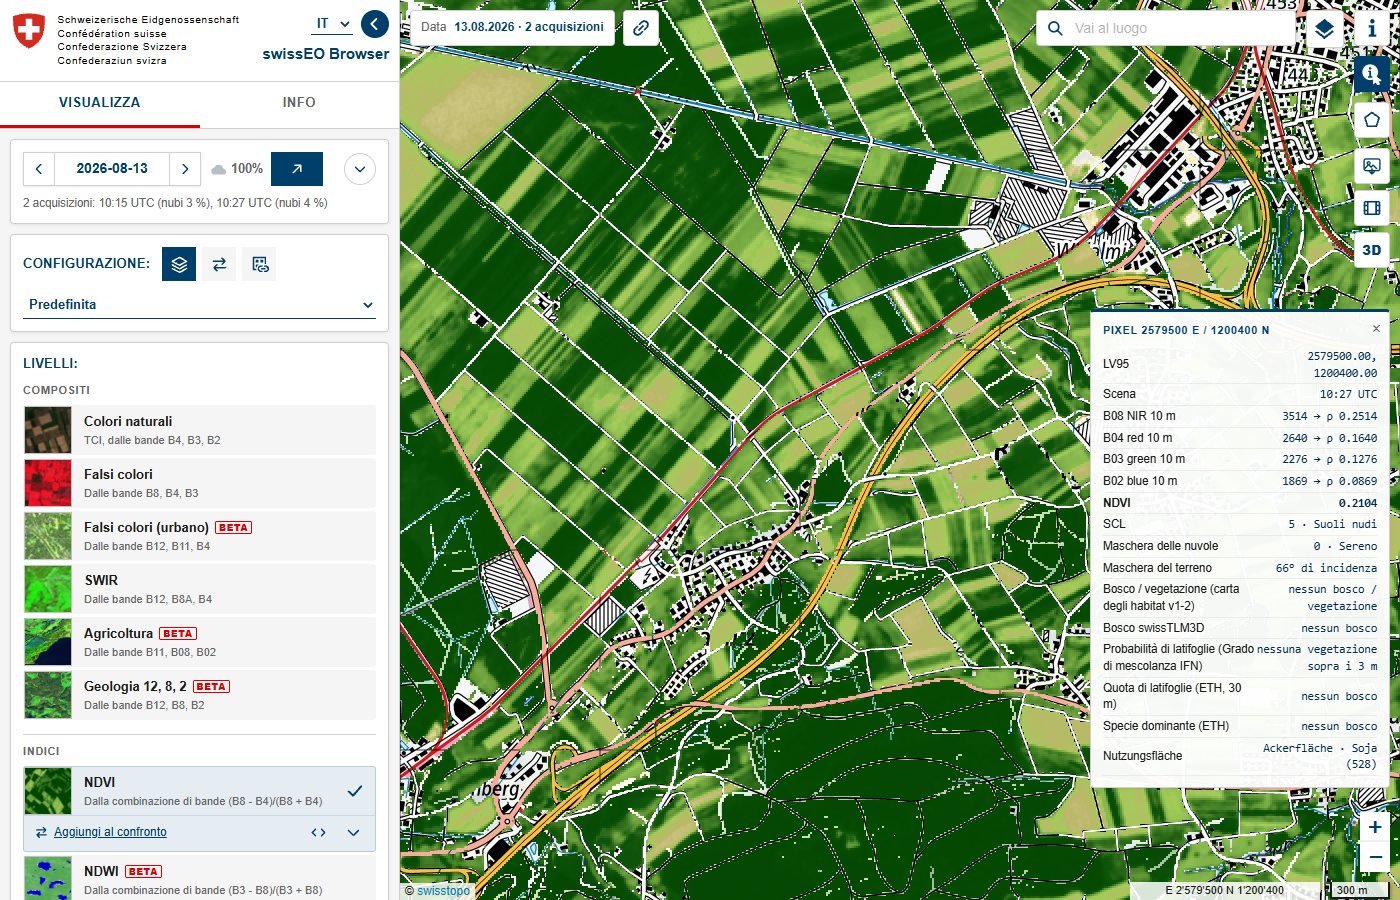 Schweizerische Eidgenossenschaft
Confédération suisse
Confederazione Svizzera
Confederaziun svizra
IT
swissEO Browser
VISUALIZZA
INFO
2026-08-13
100%
2 acquisizioni: 10:15 UTC (nubi 3 %), 10:27 UTC (nubi 4 %)
CONFIGURAZIONE:
Predefinita
LIVELLI:
COMPOSITI
Colori naturali
TCI, dalle bande B4, B3, B2
Falsi colori
Dalle bande B8, B4, B3
Falsi colori (urbano) BETA
Dalle bande B12, B11, B4
SWIR
Dalle bande B12, B8A, B4
Agricoltura BETA
Dalle bande B11, B08, B02
Geologia 12, 8, 2 BETA
Dalle bande B12, B8, B2
INDICI
NDVI
Dalla combinazione di bande (B8 - B4)/(B8 + B4)
Aggiungi al confronto
NDWI BETA
Dalla combinazione di bande (B3 - B8)/(B3 + B8)
Data 13.08.2026 · 2 acquisizioni
Vai al luogo
453
44
3D
PIXEL 2579500 E / 1200400 N
×
LV95 2579500.00,
1200400.00
Scena 10:27 UTC
B08 NIR 10 m 3514 → ρ 0.2514
B04 red 10 m 2640 → ρ 0.1640
B03 green 10 m 2276 → ρ 0.1276
B02 blue 10 m 1869 → ρ 0.0869
NDVI 0.2104
SCL 5 · Suoli nudi
Maschera delle nuvole 0 · Sereno
Maschera del terreno 66° di incidenza
Bosco / vegetazione (carta degli habitat v1-2) nessun bosco /
vegetazione
Bosco swissTLM3D nessun bosco
Probabilità di latifoglie (Grado di mescolanza IFN) nessuna vegetazione
sopra i 3 m
Quota di latifoglie (ETH, 30 m) nessun bosco
Specie dominante (ETH) nessun bosco
Nutzungsfläche Ackerfläche · Soja
(528)
nberg
+
−
© swisstopo
E 2'579'500 N 1'200'400
300 m